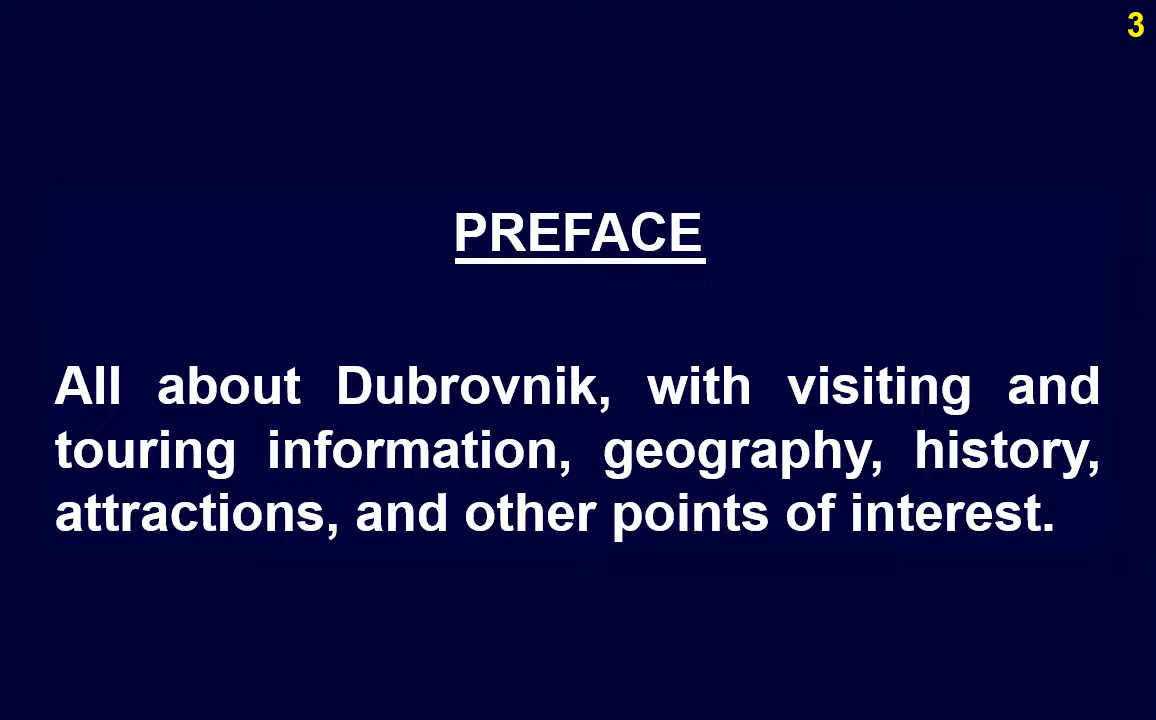 3
PREFACE
All about Dubrovnik, with visiting and
touring information, geography, history,
attractions, and other points of interest.